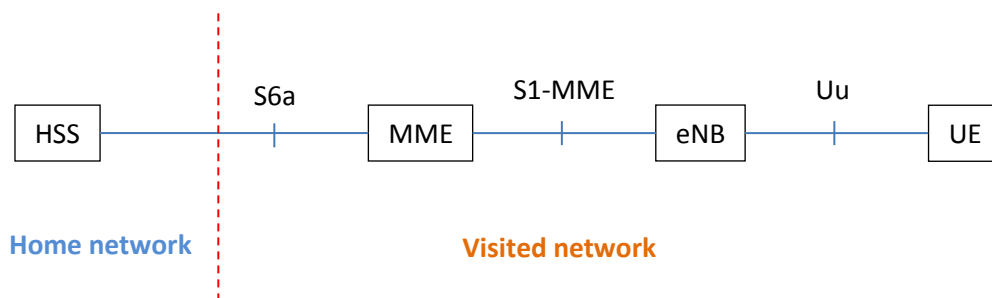 S6a
S1-MME
Uu
HSS
MME
eNB
UE
Home network
Visited network